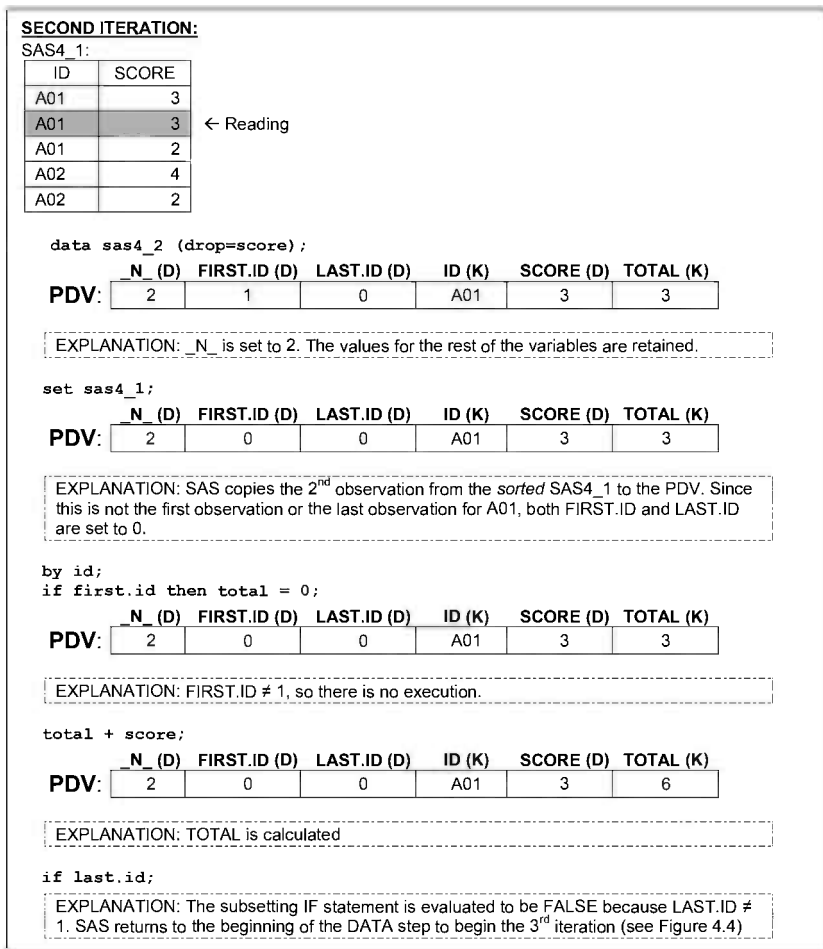 SECOND ITERATION:
SAS4_1:
ID SCORE
A01 3
A01 3 ← Reading
A01 2
A02 4
A02 2
data sas4_2 (drop=score);
_N_ (D) FIRST.ID (D) LAST.ID (D) ID (K) SCORE (D) TOTAL (K)
PDV: 2 1 0 A01 3 3
EXPLANATION: _N_ is set to 2. The values for the rest of the variables are retained.
set sas4_1;
_N_ (D) FIRST.ID (D) LAST.ID (D) ID (K) SCORE (D) TOTAL (K)
PDV: 2 0 0 A01 3 3
EXPLANATION: SAS copies the 2nd observation from the sorted SAS4_1 to the PDV. Since
this is not the first observation or the last observation for A01, both FIRST.ID and LAST.ID
are set to 0.
by id;
if first.id then total = 0;
_N_ (D) FIRST.ID (D) LAST.ID (D) ID (K) SCORE (D) TOTAL (K)
PDV: 2 0 0 A01 3 3
EXPLANATION: FIRST.ID ≠ 1, so there is no execution.
total + score;
_N_ (D) FIRST.ID (D) LAST.ID (D) ID (K) SCORE (D) TOTAL (K)
PDV: 2 0 0 A01 3 6
EXPLANATION: TOTAL is calculated
if last.id;
EXPLANATION: The subsetting IF statement is evaluated to be FALSE because LAST.ID ≠
1. SAS returns to the beginning of the DATA step to begin the 3rd iteration (see Figure 4.4)